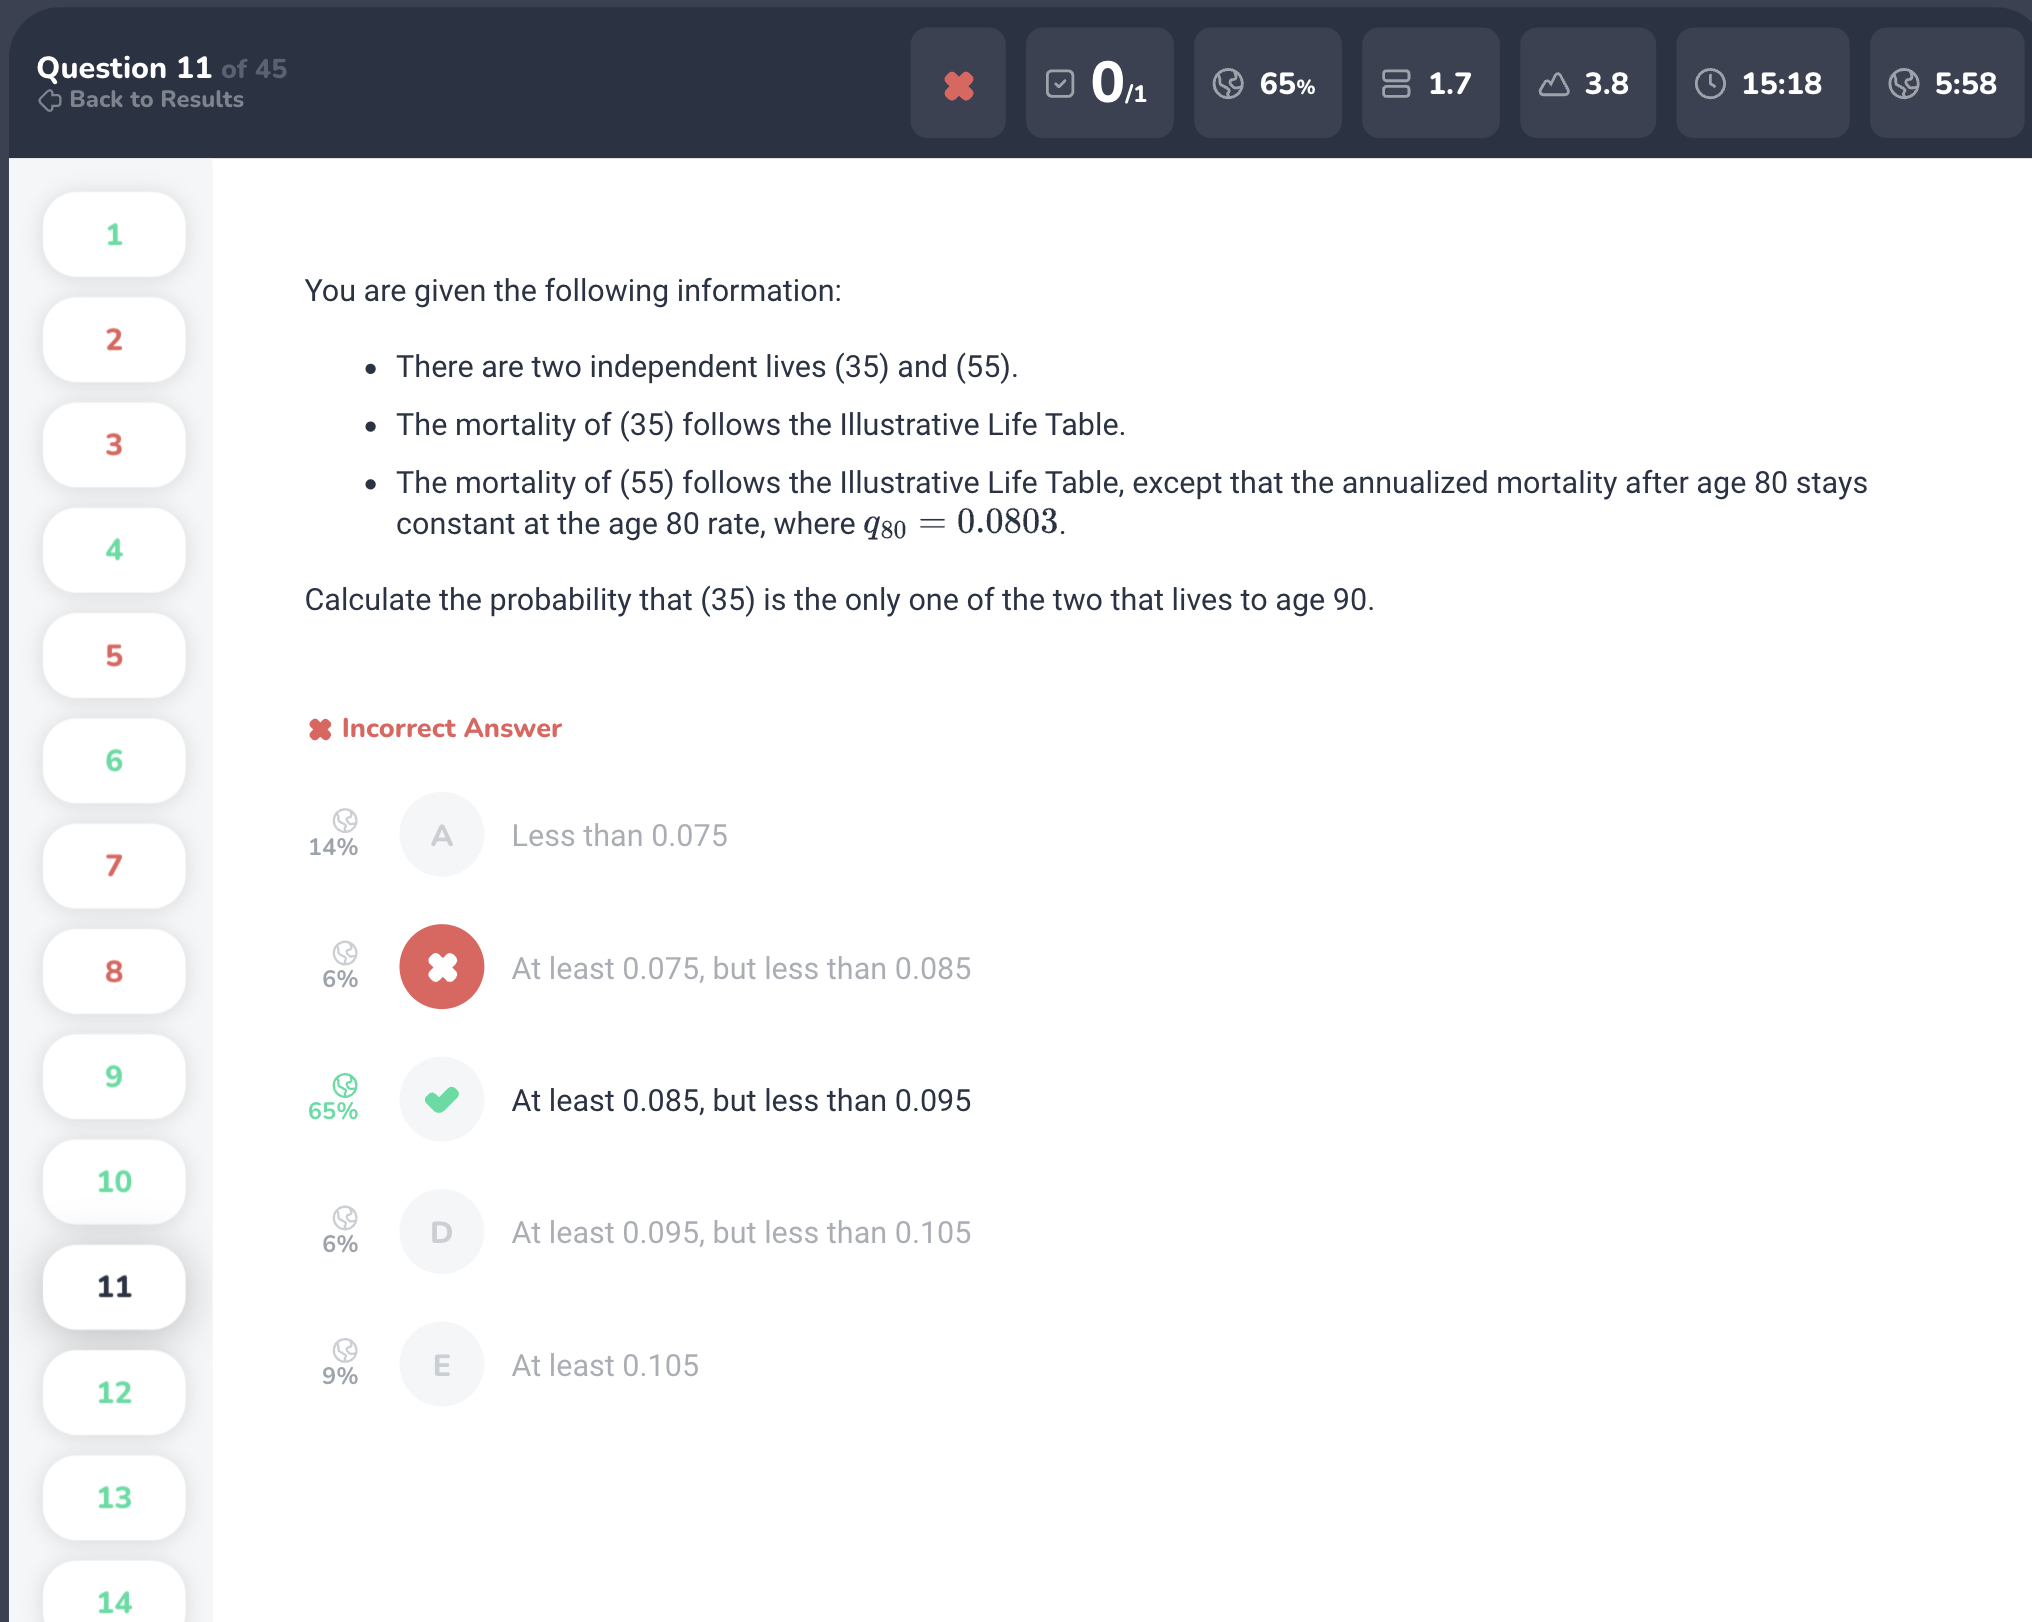 Question 11 of 45
Back to Results
0/1
65%
1.7
3.8
15:18
5:58
1
2
3
4
5
6
7
8
9
10
11
12
13
14
You are given the following information:
• There are two independent lives (35) and (55).
• The mortality of (35) follows the Illustrative Life Table.
• The mortality of (55) follows the Illustrative Life Table, except that the annualized mortality after age 80 stays
constant at the age 80 rate, where q₈₀ = 0.0803.
Calculate the probability that (35) is the only one of the two that lives to age 90.
Incorrect Answer
14% A Less than 0.075
6% At least 0.075, but less than 0.085
65% At least 0.085, but less than 0.095
6% D At least 0.095, but less than 0.105
9% E At least 0.105